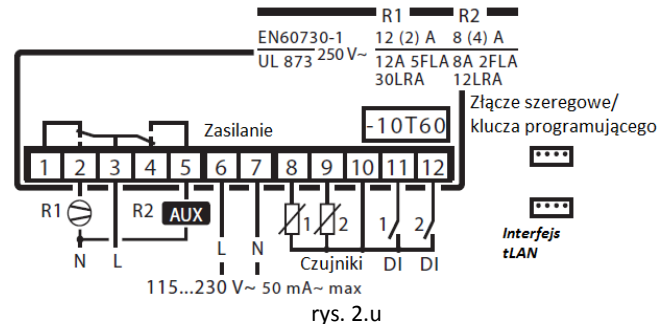 R1 R2
EN60730-1 12 (2) A 8 (4) A
UL 873 250 V~ 12A 5FLA 8A 2FLA
30LRA 12LRA
Złącze szeregowe/
klucza programującego
Zasilanie -10T60
1 2 3 4 5 6 7 8 9 10 11 12
R1 R2 AUX 1 2 1 2
N L L N Czujniki DI DI
Interfejs
tLAN
115...230 V~ 50 mA~ max
rys. 2.u